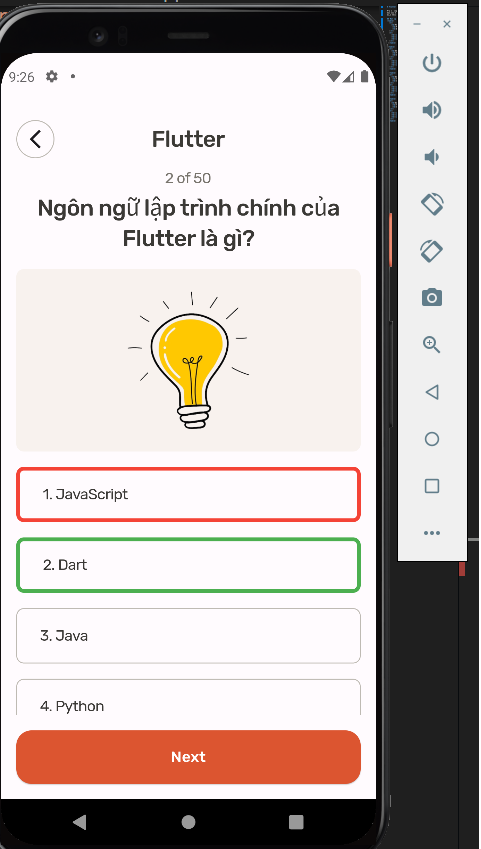 9:26
Flutter
2 of 50
Ngôn ngữ lập trình chính của
Flutter là gì?
1. JavaScript
2. Dart
3. Java
4. Python
Next